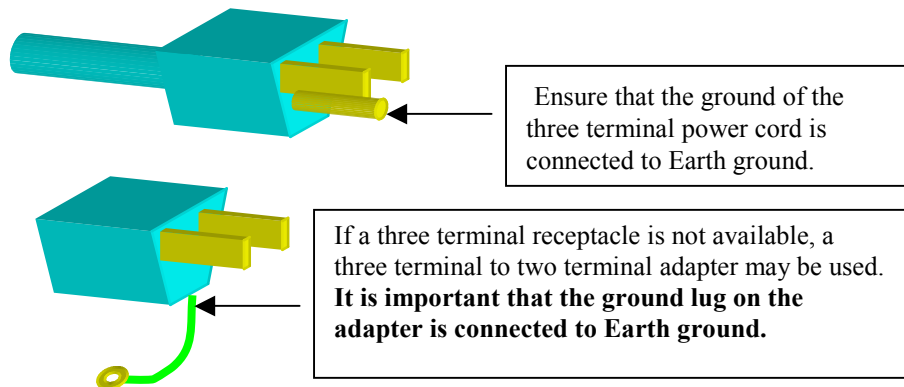 Ensure that the ground of the
three terminal power cord is
connected to Earth ground.
If a three terminal receptacle is not available, a
three terminal to two terminal adapter may be used.
It is important that the ground lug on the
adapter is connected to Earth ground.